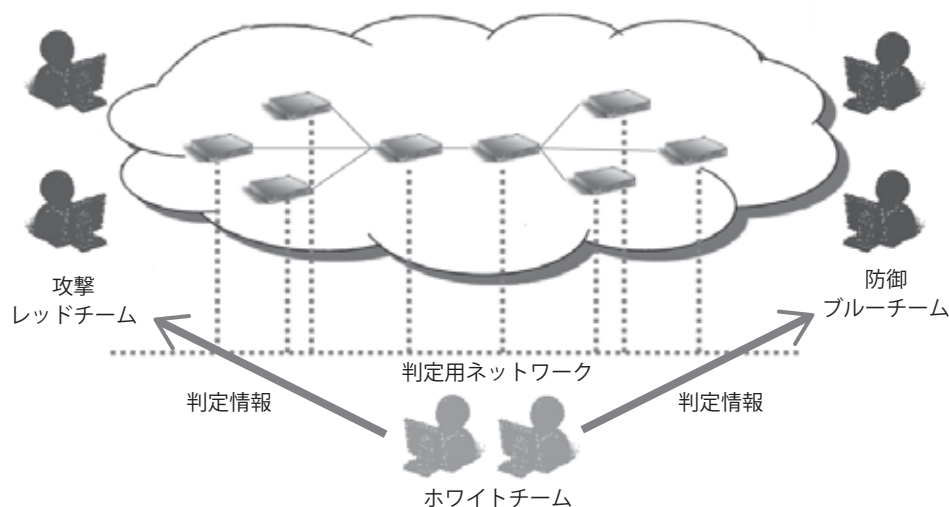 攻撃
レッドチーム
防御
ブルーチーム
判定用ネットワーク
判定情報
判定情報
ホワイトチーム